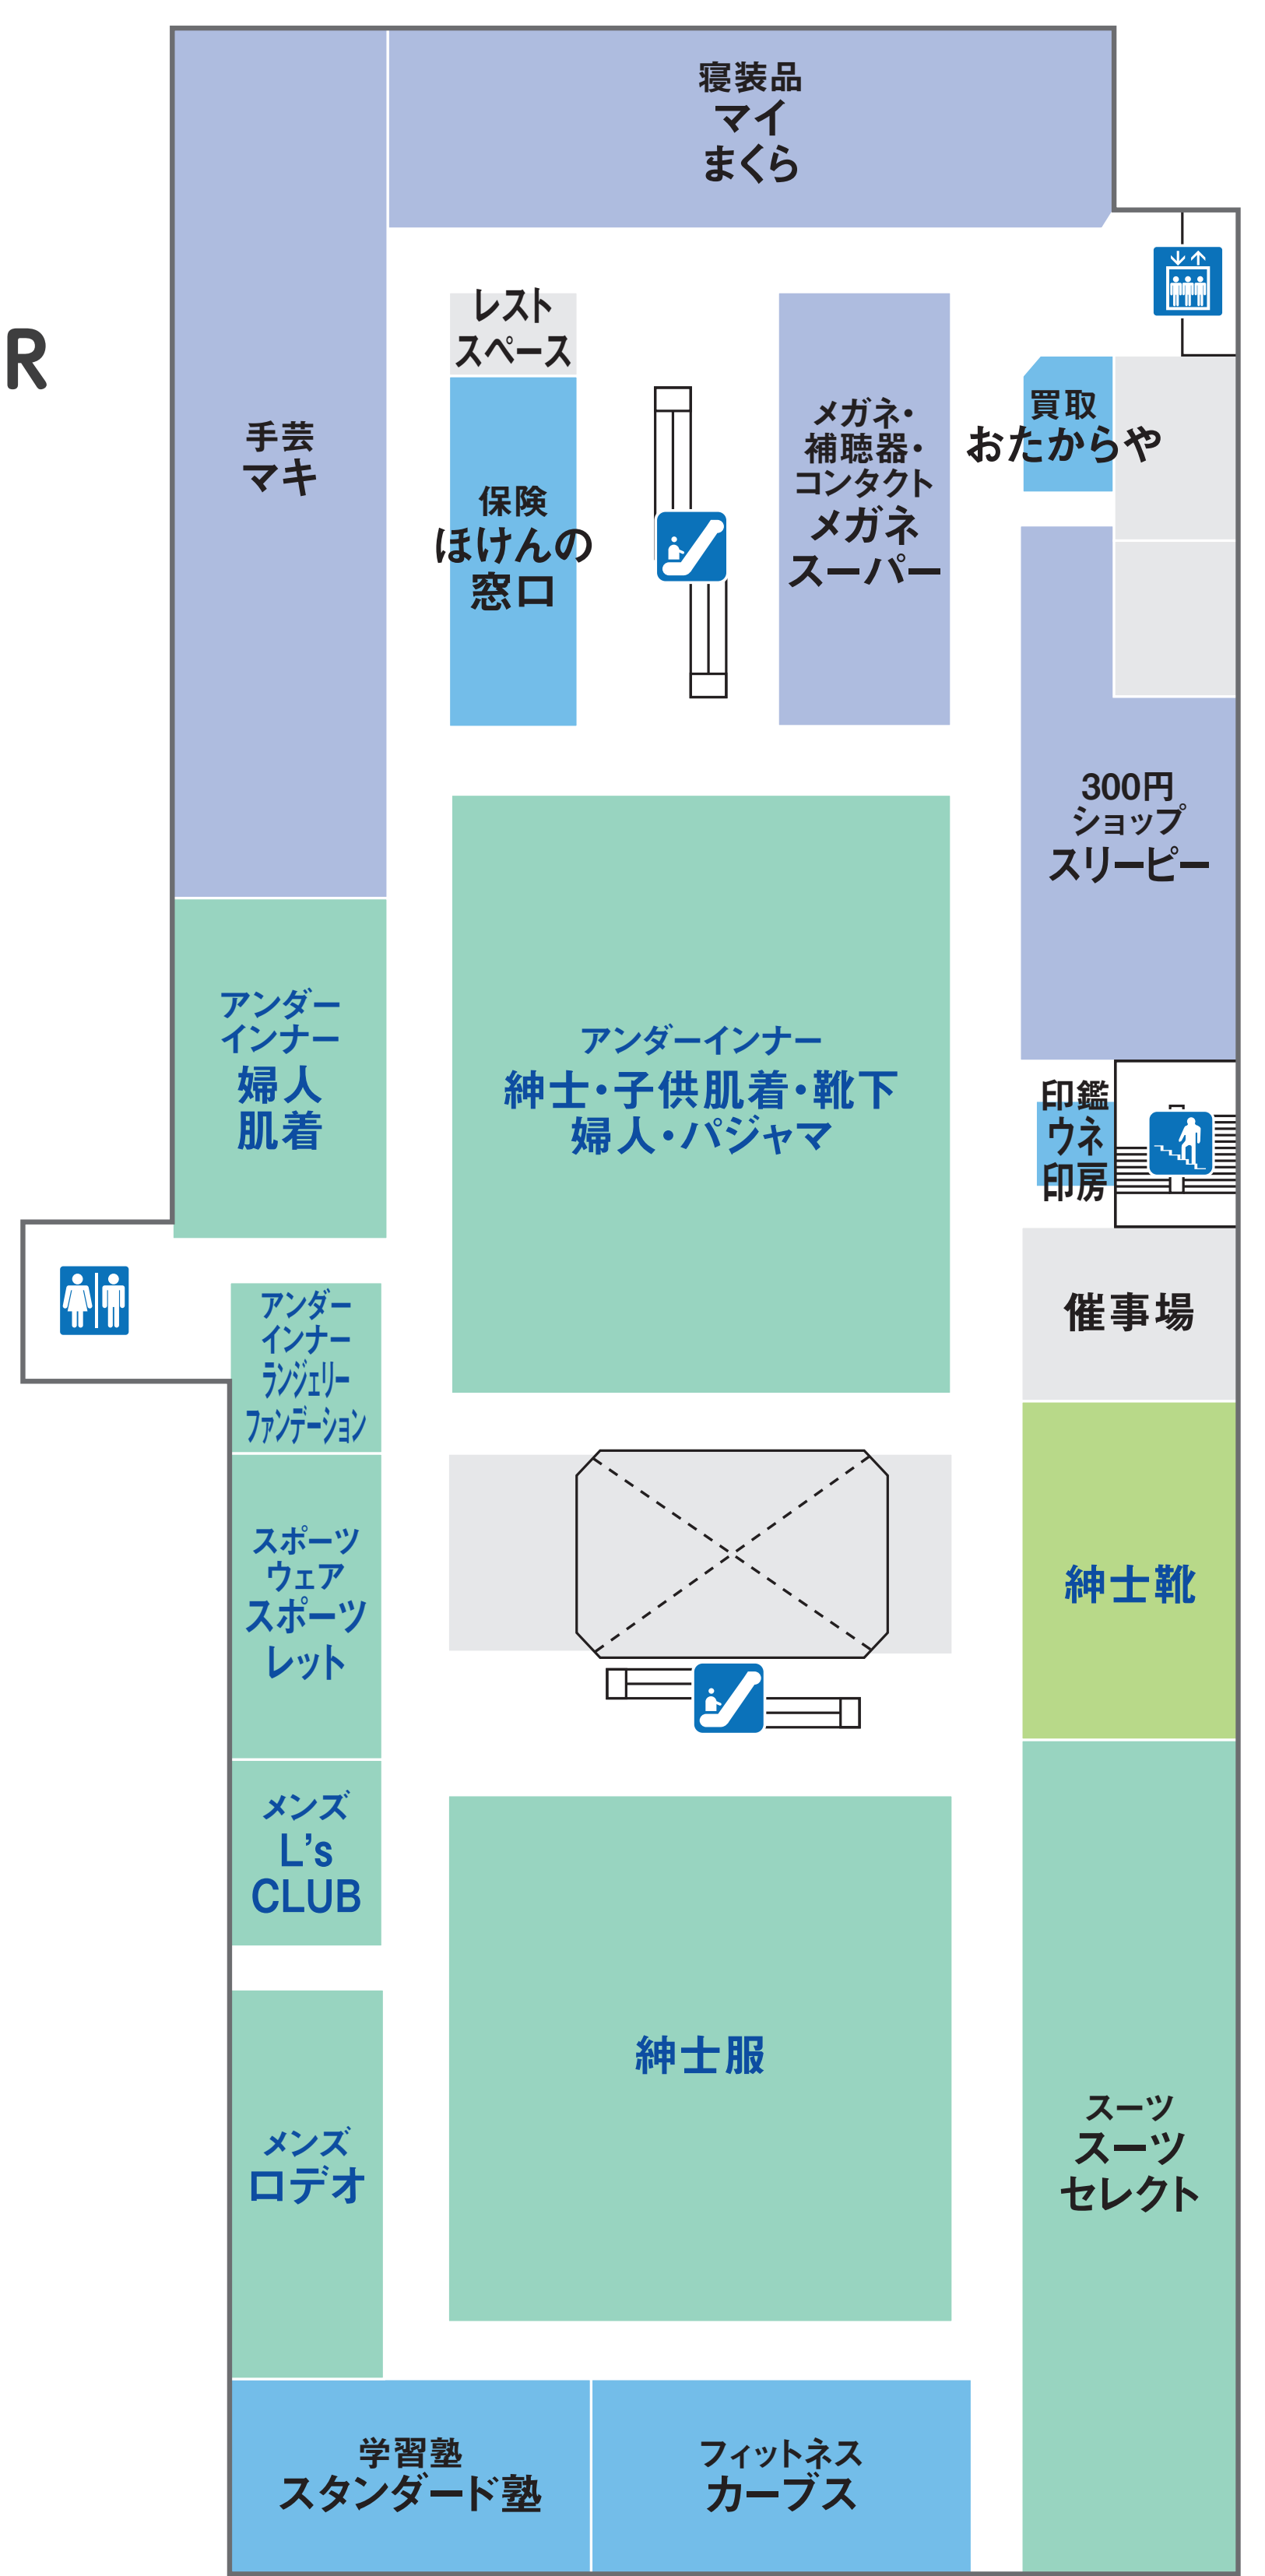 寝装品
マイ
まくら
レスト
スペース
R
手芸
マキ
メガネ・
補聴器・
コンタクト
メガネ
スーパー
買取
おたからや
保険
ほけんの
窓口
300円
ショップ
スリーピー
アンダー
インナー
婦人
肌着
アンダーインナー
紳士・子供肌着・靴下
婦人・パジャマ
印鑑
ウネ
印房
アンダー
インナー
ランジェリー
ファンデーション
催事場
スポーツ
ウェア
スポーツ
レット
紳士靴
メンズ
L's
CLUB
紳士服
メンズ
ロデオ
スーツ
スーツ
セレクト
学習塾
スタンダード塾
フィットネス
カーブス